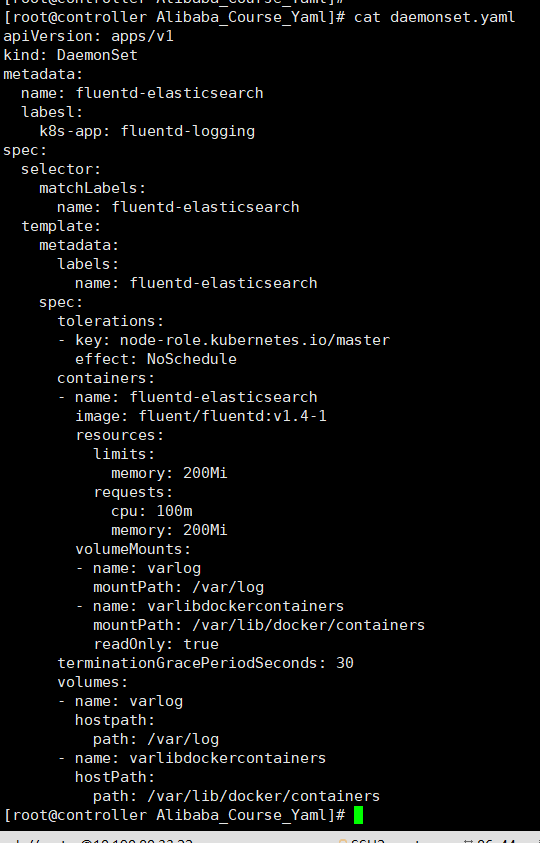 [root@controller Alibaba_Course_Yaml]#
[root@controller Alibaba_Course_Yaml]# cat daemonset.yaml
apiVersion: apps/v1
kind: DaemonSet
metadata:
  name: fluentd-elasticsearch
  labesl:
    k8s-app: fluentd-logging
spec:
  selector:
    matchLabels:
      name: fluentd-elasticsearch
  template:
    metadata:
      labels:
        name: fluentd-elasticsearch
    spec:
      tolerations:
      - key: node-role.kubernetes.io/master
        effect: NoSchedule
      containers:
      - name: fluentd-elasticsearch
        image: fluent/fluentd:v1.4-1
        resources:
          limits:
            memory: 200Mi
          requests:
            cpu: 100m
            memory: 200Mi
        volumeMounts:
        - name: varlog
          mountPath: /var/log
        - name: varlibdockercontainers
          mountPath: /var/lib/docker/containers
          readOnly: true
      terminationGracePeriodSeconds: 30
      volumes:
      - name: varlog
        hostpath:
          path: /var/log
      - name: varlibdockercontainers
        hostPath:
          path: /var/lib/docker/containers
[root@controller Alibaba_Course_Yaml]#